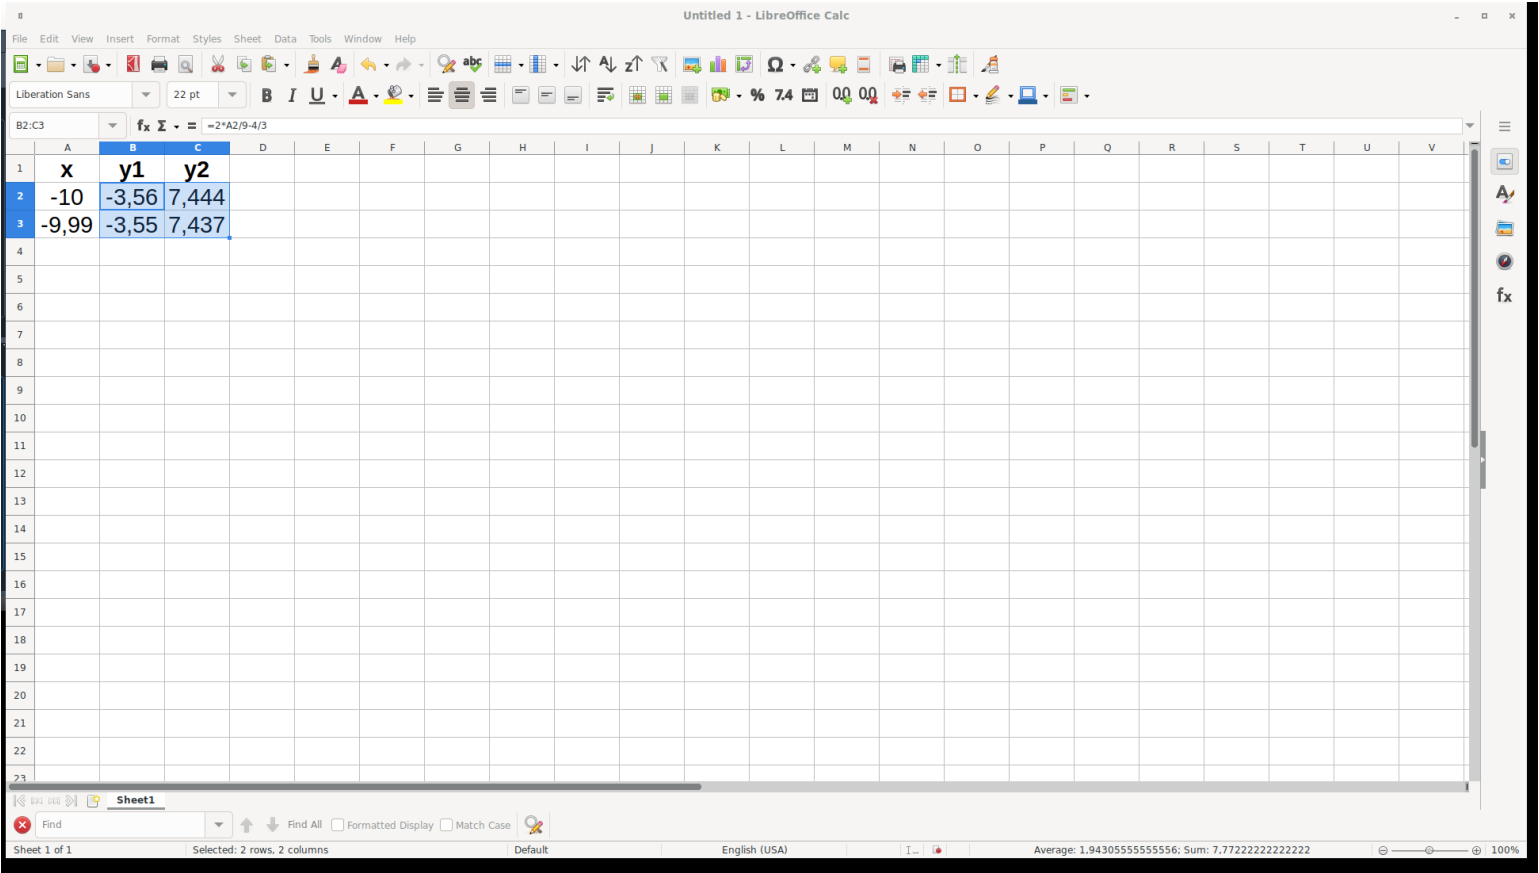 Untitled 1 - LibreOffice Calc
File Edit View Insert Format Styles Sheet Data Tools Window Help
Liberation Sans 22 pt
B2:C3 =2*A2/9-4/3
A B C D E F G H I J K L M N O P Q R S T U V
1 x y1 y2
2 -10 -3,56 7,444
3 -9,99 -3,55 7,437
4
5
6
7
8
9
10
11
12
13
14
15
16
17
18
19
20
21
22
23
Sheet1
Find Find All Formatted Display Match Case
Sheet 1 of 1 Selected: 2 rows, 2 columns Default English (USA) Average: 1,94305555555556; Sum: 7,77222222222222 100%